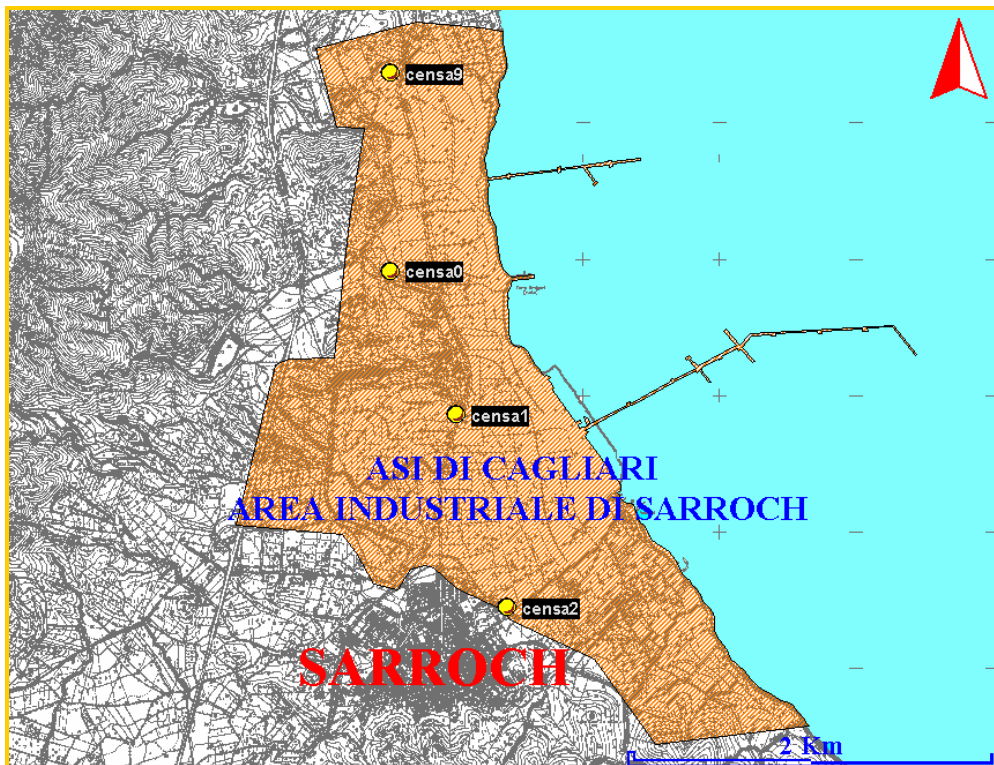 censa9
censa0
censa1
ASI DI CAGLIARI
AREA INDUSTRIALE DI SARROCH
censa2
SARROCH
2 Km